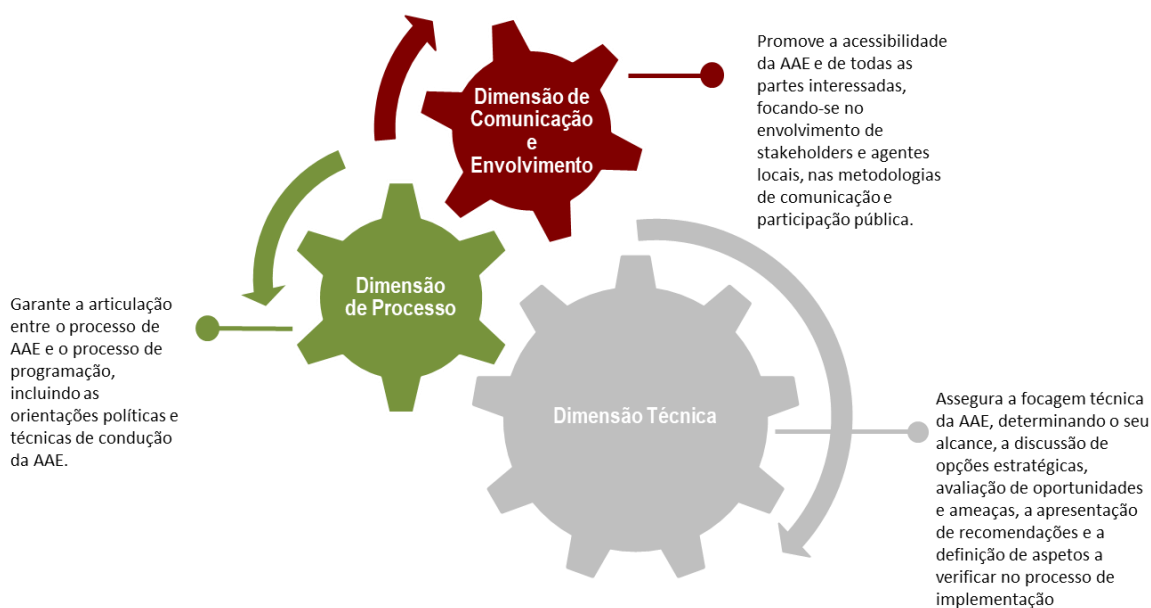 Dimensão de
Comunicação
e
Envolvimento
Promove a acessibilidade
da AAE e de todas as
partes interessadas,
focando-se no
envolvimento de
stakeholders e agentes
locais, nas metodologias
de comunicação e
participação pública.
Dimensão
de Processo
Garante a articulação
entre o processo de
AAE e o processo de
programação,
incluindo as
orientações políticas e
técnicas de condução
da AAE.
Dimensão Técnica
Assegura a focagem técnica
da AAE, determinando o seu
alcance, a discussão de
opções estratégicas,
avaliação de oportunidades
e ameaças, a apresentação
de recomendações e a
definição de aspetos a
verificar no processo de
implementação